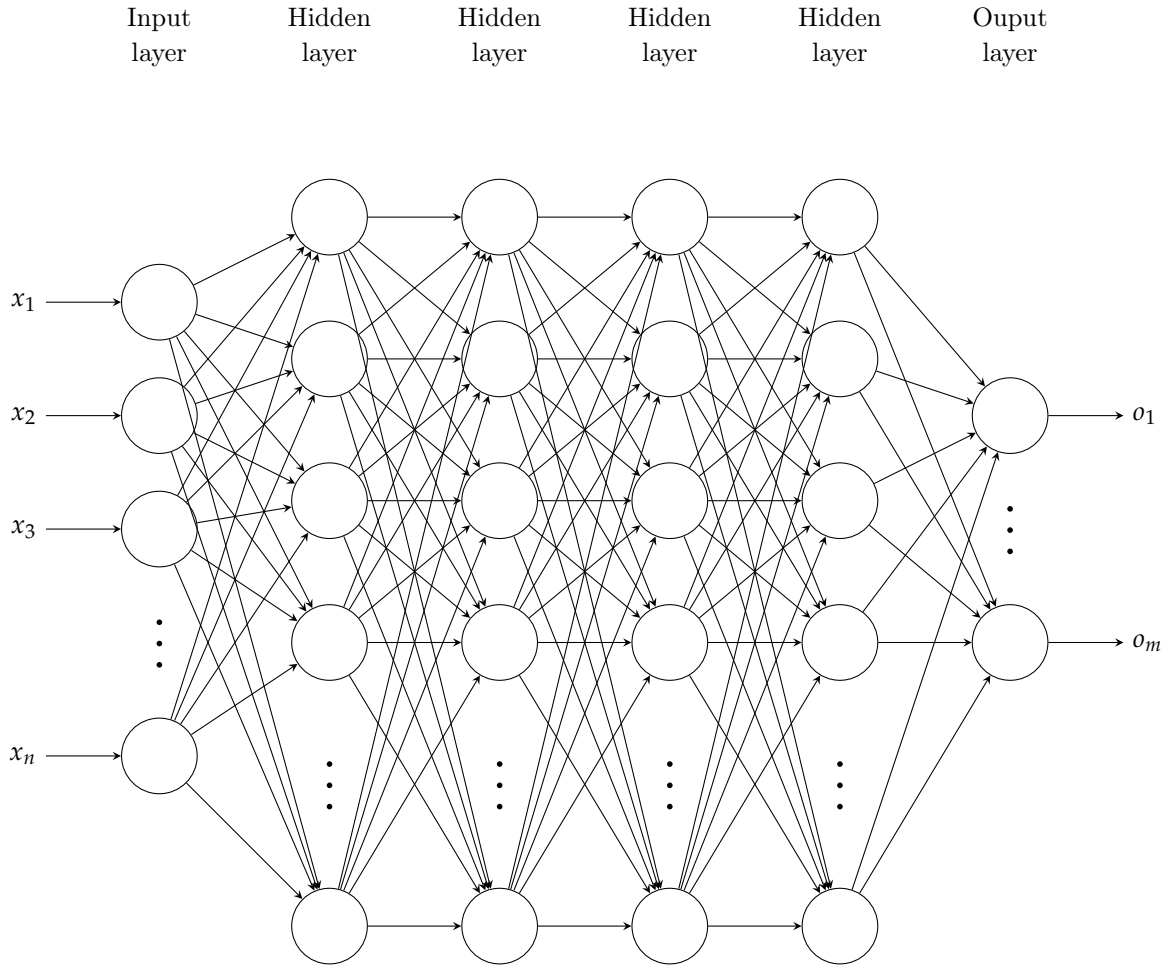 Input Hidden Hidden Hidden Hidden Ouput
layer layer layer layer layer layer
x₁
x₂
x₃
xₙ
o₁
oₘ